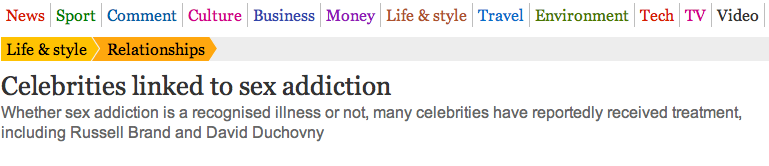 News Sport Comment Culture Business Money Life & style Travel Environment Tech TV Video
Life & style Relationships
Celebrities linked to sex addiction
Whether sex addiction is a recognised illness or not, many celebrities have reportedly received treatment,
including Russell Brand and David Duchovny